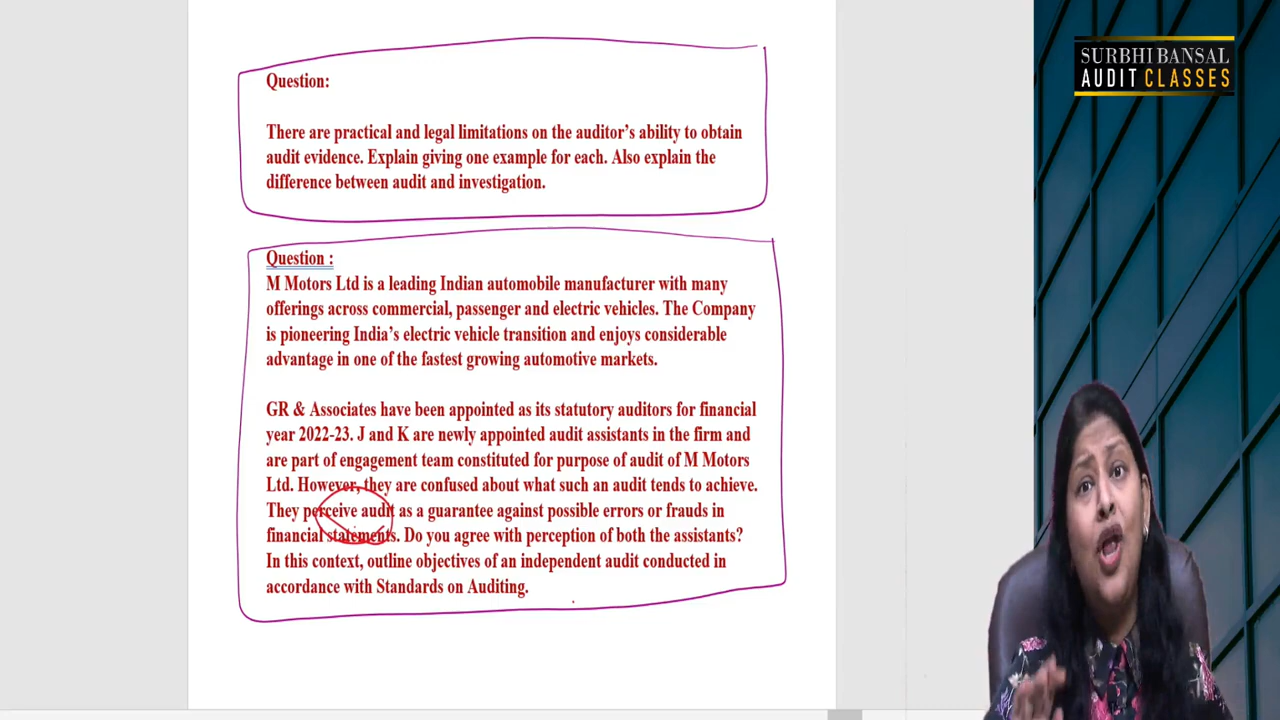 SURBHI BANSAL
AUDIT CLASSES
Question:
There are practical and legal limitations on the auditor’s ability to obtain
audit evidence. Explain giving one example for each. Also explain the
difference between audit and investigation.
Question :
M Motors Ltd is a leading Indian automobile manufacturer with many
offerings across commercial, passenger and electric vehicles. The Company
is pioneering India’s electric vehicle transition and enjoys considerable
advantage in one of the fastest growing automotive markets.
GR & Associates have been appointed as its statutory auditors for financial
year 2022-23. J and K are newly appointed audit assistants in the firm and
are part of engagement team constituted for purpose of audit of M Motors
Ltd. However, they are confused about what such an audit tends to achieve.
They perceive audit as a guarantee against possible errors or frauds in
financial statements. Do you agree with perception of both the assistants?
In this context, outline objectives of an independent audit conducted in
accordance with Standards on Auditing.